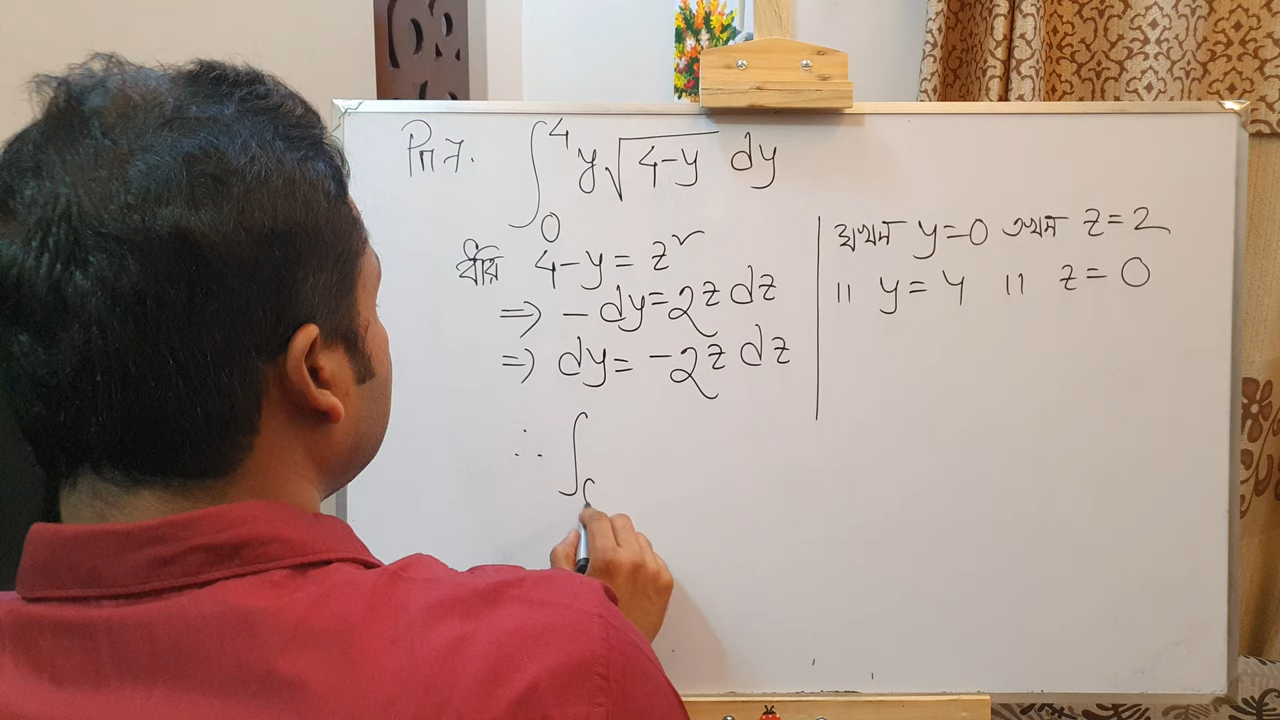 ∫₀⁴ y√(4-y) dy
ধরি 4-y = z²
=> -dy = 2z dz
=> dy = -2z dz
∴ ∫
যখন y=0 তখন z=2
" y=4 " z=0